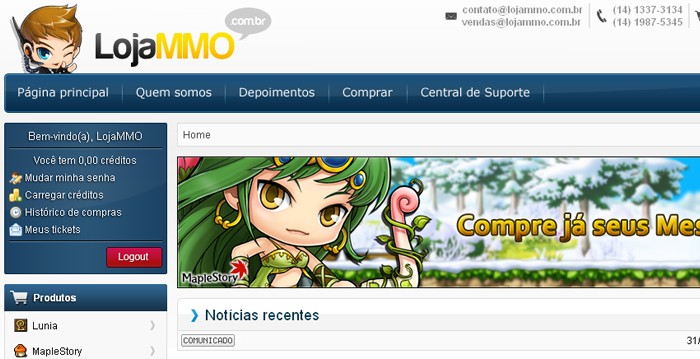 LojaMMO
.com.br
contato@lojammo.com.br
vendas@lojammo.com.br
(14) 1337-3134
(14) 1987-5345
Página principal
Quem somos
Depoimentos
Comprar
Central de Suporte
Bem-vindo(a), LojaMMO
Você tem 0,00 créditos
Mudar minha senha
Carregar créditos
Histórico de compras
Meus tickets
Logout
Produtos
Lunia
MapleStory
Home
Compre já seus Mes
MapleStory
Notícias recentes
COMUNICADO
31/